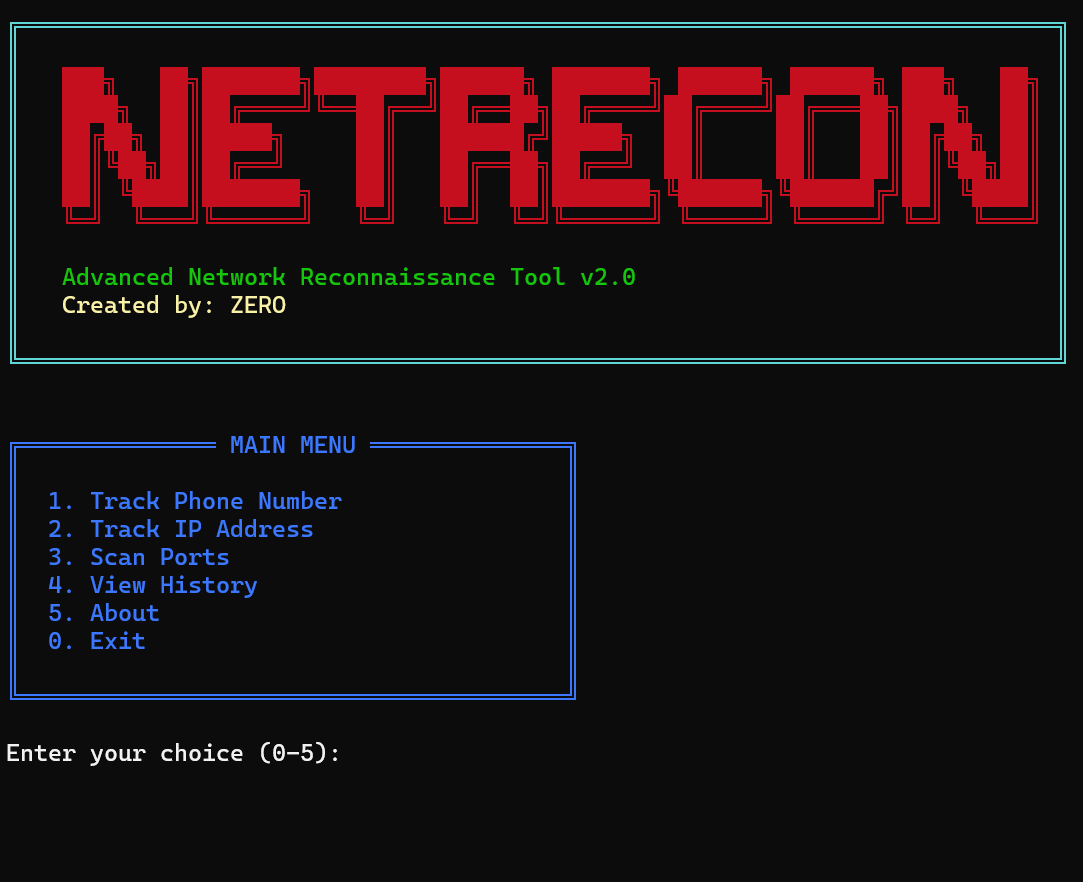 NETRECON
Advanced Network Reconnaissance Tool v2.0
Created by: ZERO
MAIN MENU
1. Track Phone Number
2. Track IP Address
3. Scan Ports
4. View History
5. About
0. Exit
Enter your choice (0-5):